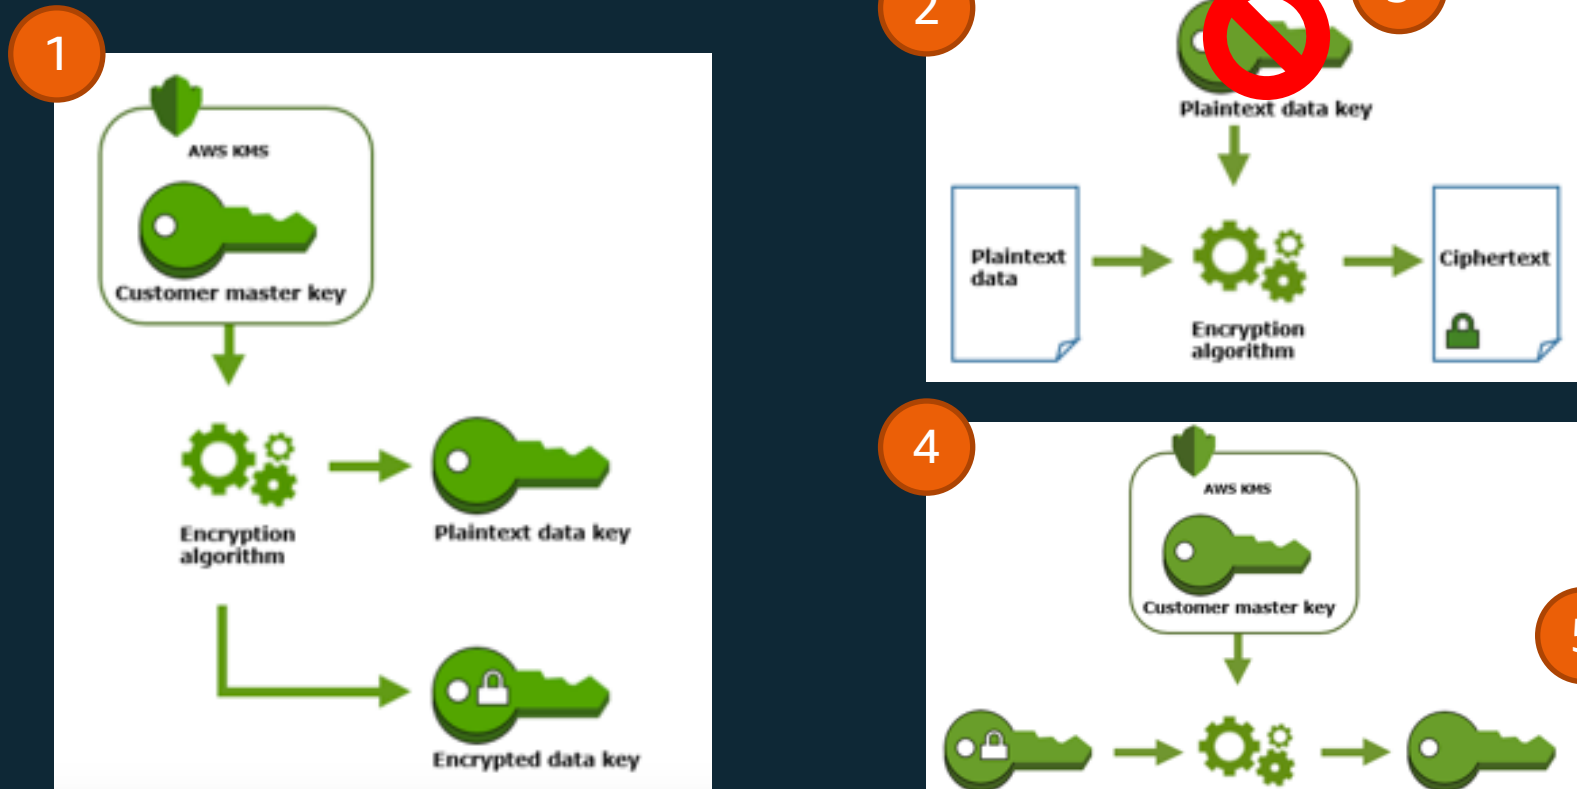 1
AWS KMS
Customer master key
Encryption
algorithm
Plaintext data key
Encrypted data key
2
Plaintext data key
Plaintext
data
Encryption
algorithm
Ciphertext
4
AWS KMS
Customer master key